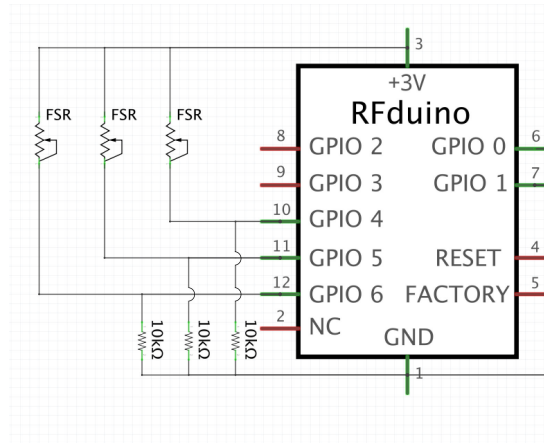 3
+3V
RFduino
FSR
FSR
FSR
8
GPIO 2
GPIO 0
6
9
GPIO 3
GPIO 1
7
10
GPIO 4
11
GPIO 5
RESET
4
12
GPIO 6
FACTORY
5
2
NC
10kΩ
10kΩ
10kΩ
GND
1